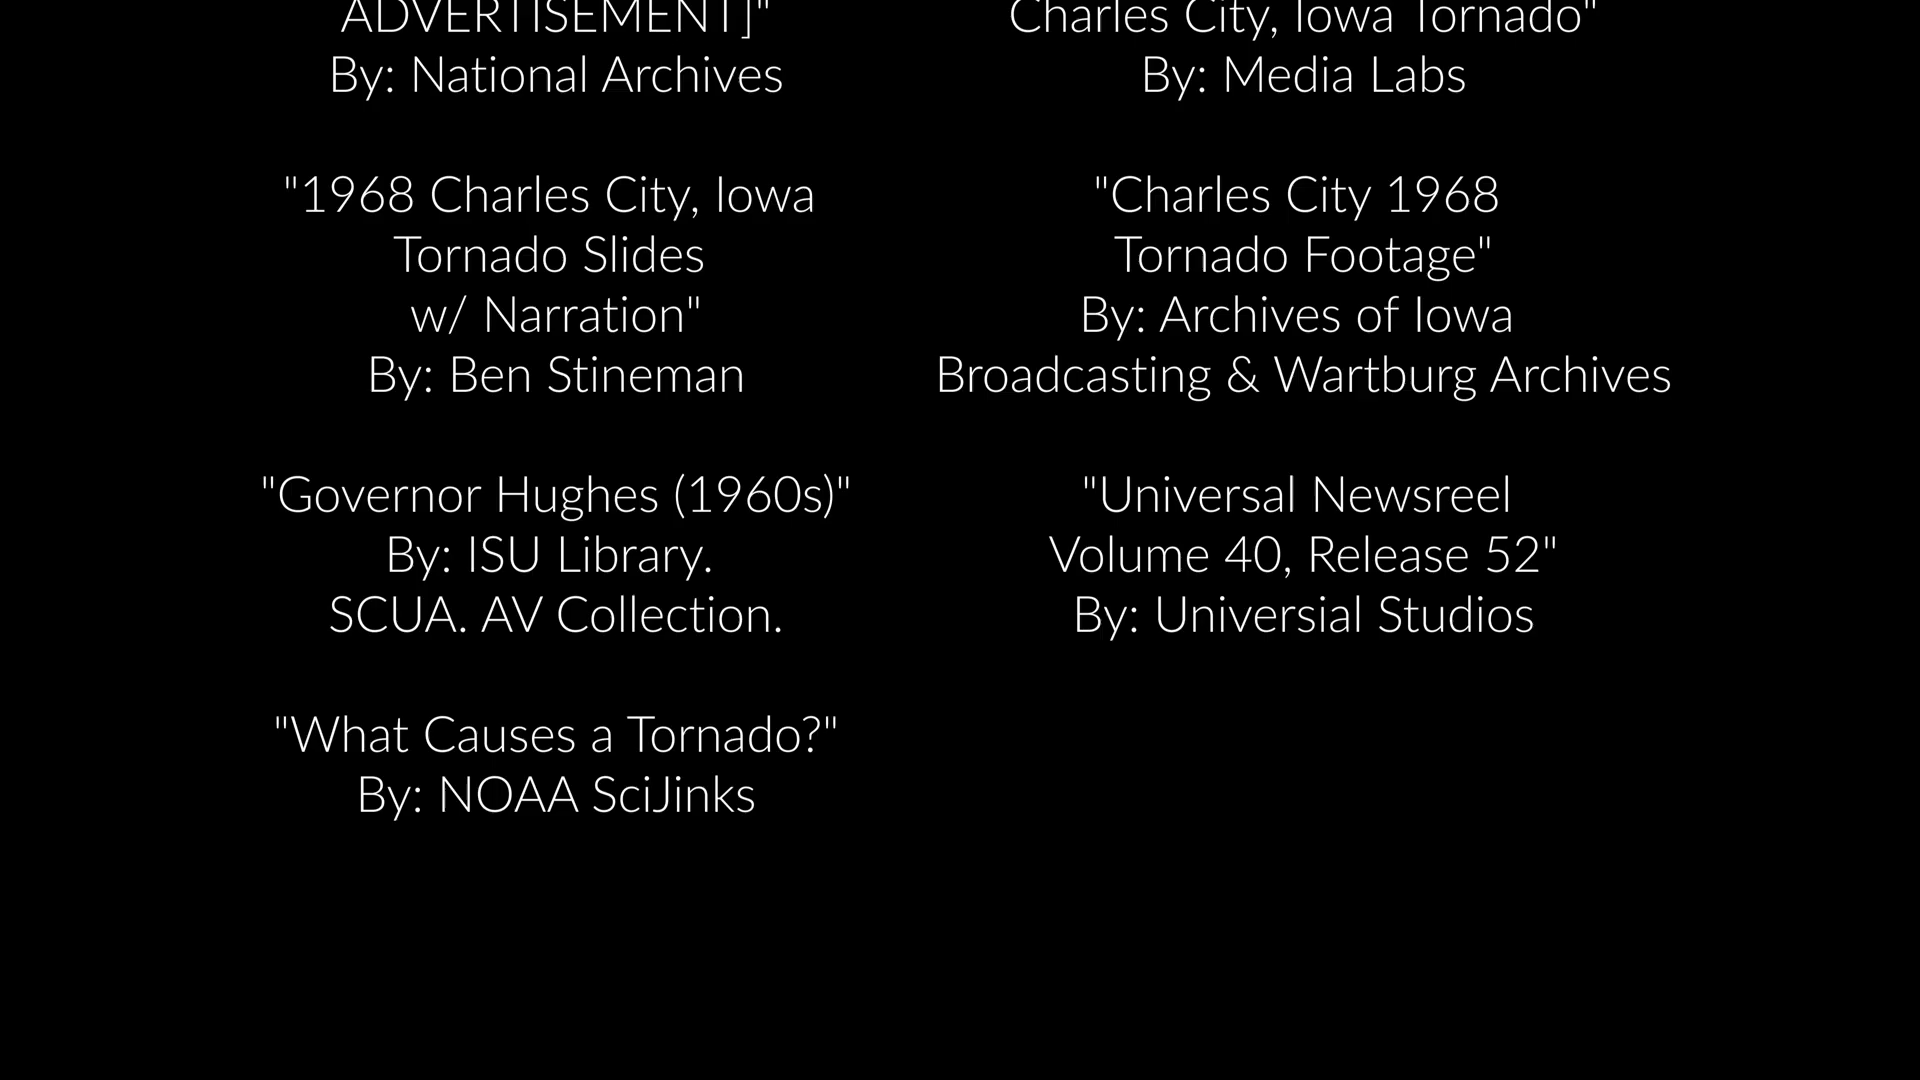 ADVERTISEMENT]"
By: National Archives
"1968 Charles City, Iowa
Tornado Slides
w/ Narration"
By: Ben Stineman
"Governor Hughes (1960s)"
By: ISU Library.
SCUA. AV Collection.
"What Causes a Tornado?"
By: NOAA SciJinks
Charles City, Iowa Tornado"
By: Media Labs
"Charles City 1968
Tornado Footage"
By: Archives of Iowa
Broadcasting & Wartburg Archives
"Universal Newsreel
Volume 40, Release 52"
By: Universial Studios